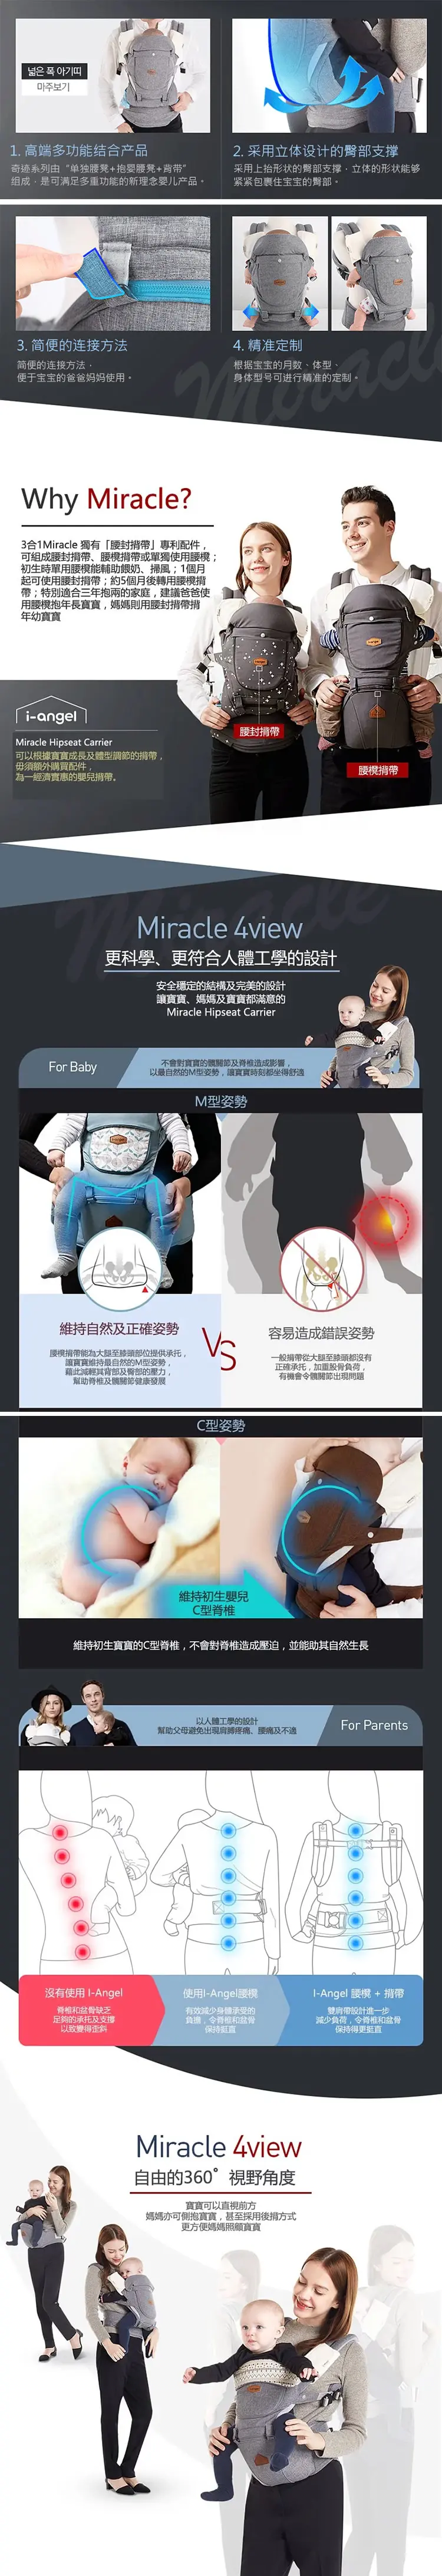 넓은 폭 아기띠
마주보기
1. 高端多功能结合产品
奇迹系列由 “单独腰凳+抱婴腰凳+背带”
组成，是可满足多重功能的新理念婴儿产品。
2. 采用立体设计的臀部支撑
采用上抬形状的臀部支撑，立体的形状能够
紧紧包裹住宝宝的臀部。
3. 简便的连接方法
简便的连接方法，
便于宝宝的爸爸妈妈使用。
4. 精准定制
根据宝宝的月数、体型、
身体型号可进行精准的定制。
Miracle
Why Miracle?
3合1Miracle 獨有「腰封揹帶」專利配件，
可組成腰封揹帶、腰櫈揹帶或單獨使用腰櫈；
初生時單用腰櫈能輔助餵奶、掃風；1個月
起可使用腰封揹帶；約5個月後轉用腰櫈揹
帶；特別適合三年抱兩的家庭，建議爸爸使
用腰櫈抱年長寶寶，媽媽則用腰封揹帶揹
年幼寶寶
i-angel
Miracle Hipseat Carrier
可以根據寶寶成長及體型調節的揹帶，
毋須額外購買配件，
為一經濟實惠的嬰兒揹帶。
腰封揹帶
腰櫈揹帶
Miracle
Miracle 4view
更科學、更符合人體工學的設計
安全穩定的結構及完美的設計
讓寶寶、媽媽及寶寶都滿意的
Miracle Hipseat Carrier
For Baby
不會對寶寶的髖關節及脊椎造成影響，
以最自然的M型姿勢，讓寶寶時刻都坐得舒適
M型姿勢
維持自然及正確姿勢
腰櫈揹帶能為大腿至膝頭部位提供承托，
讓寶寶維持最自然的M型姿勢，
藉此減輕其背部及臀部的壓力，
幫助脊椎及髖關節健康發展
VS
容易造成錯誤姿勢
一般揹帶從大腿至膝頭都沒有
正確承托，加重股骨負荷，
有機會令髖關節出現問題
C型姿勢
維持初生嬰兒
C型脊椎
維持初生寶寶的C型脊椎，不會對脊椎造成壓迫，並能助其自然生長
以人體工學的設計
幫助父母避免出現肩膊疼痛、腰痛及不適
For Parents
沒有使用 I-Angel
脊椎和盆骨缺乏
足夠的承托及支撐
以致變得歪斜
使用I-Angel腰櫈
有效減少身體承受的
負擔，令脊椎和盆骨
保持挺直
I-Angel 腰櫈 + 揹帶
雙肩帶設計進一步
減少負荷，令脊椎和盆骨
保持得更挺直
Miracle 4view
自由的360°視野角度
寶寶可以直視前方
媽媽亦可側抱寶寶，甚至採用後揹方式
更方便媽媽照顧寶寶